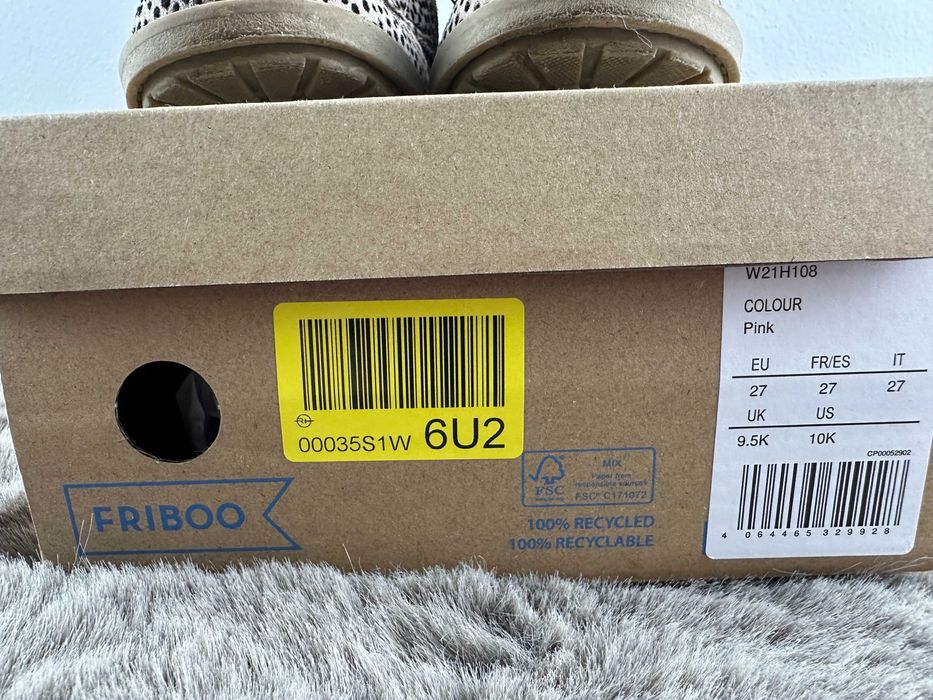 W21H108
COLOUR
Pink
EU FR/ES IT
27 27 27
UK US
9.5K 10K
CP00052902
4 064465 329928
00035S1W 6U2
FSC
MIX
Paper from
responsible sources
FSC® C171072
100% RECYCLED
100% RECYCLABLE
FRIBOO